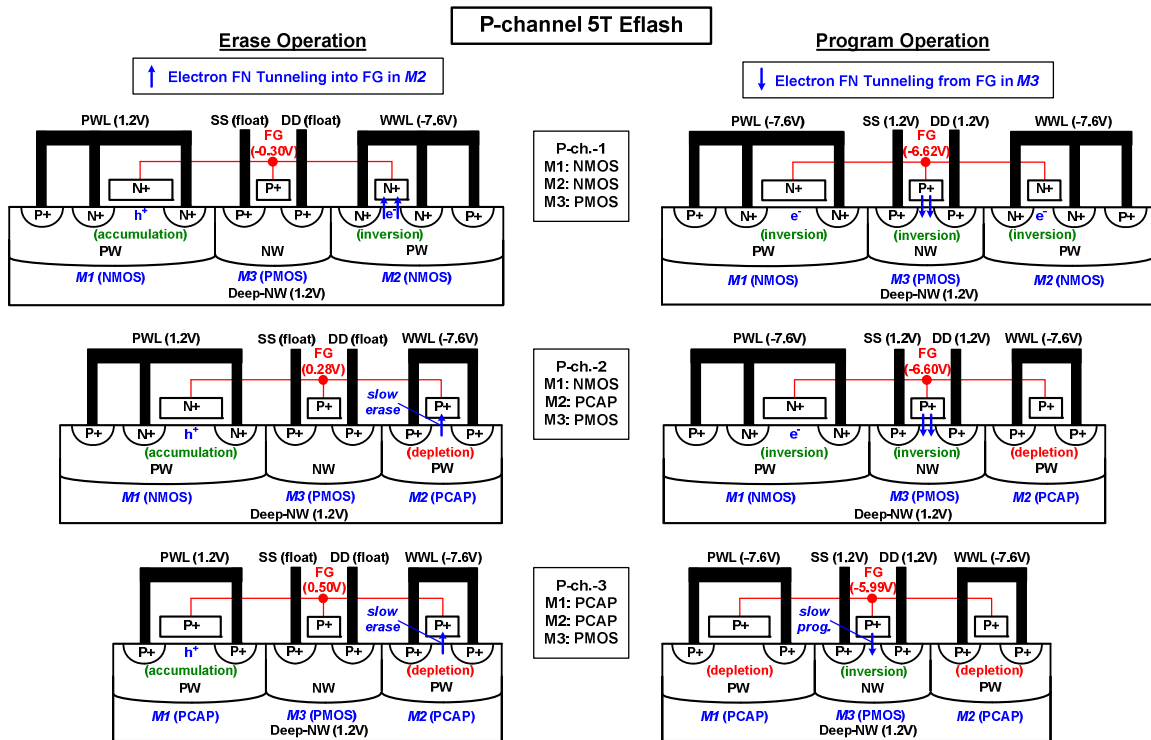 P-channel 5T Eflash
Erase Operation
Program Operation
Electron FN Tunneling into FG in M2
Electron FN Tunneling from FG in M3
PWL (1.2V) SS (float) DD (float) WWL (-7.6V)
FG
(-0.30V)
N+ P+ N+
P+ N+ h+ N+ P+ P+ N+ e- N+ P+
(accumulation) (inversion)
PW NW PW
M1 (NMOS) M3 (PMOS) M2 (NMOS)
Deep-NW (1.2V)
P-ch.-1
M1: NMOS
M2: NMOS
M3: PMOS
PWL (-7.6V) SS (1.2V) DD (1.2V) WWL (-7.6V)
FG
(-6.62V)
N+ P+ N+
P+ N+ e- N+ P+ P+ N+ e- N+ P+
(inversion) (inversion) (inversion)
PW NW PW
M1 (NMOS) M3 (PMOS) M2 (NMOS)
Deep-NW (1.2V)
PWL (1.2V) SS (float) DD (float) WWL (-7.6V)
FG
(0.28V)
slow
erase
N+ P+ P+
P+ N+ h+ N+ P+ P+ P+ P+
(accumulation) (depletion)
PW NW PW
M1 (NMOS) M3 (PMOS) M2 (PCAP)
Deep-NW (1.2V)
P-ch.-2
M1: NMOS
M2: PCAP
M3: PMOS
PWL (-7.6V) SS (1.2V) DD (1.2V) WWL (-7.6V)
FG
(-6.60V)
N+ P+ P+
P+ N+ e- N+ P+ P+ P+ P+
(inversion) (inversion) (depletion)
PW NW PW
M1 (NMOS) M3 (PMOS) M2 (PCAP)
Deep-NW (1.2V)
PWL (1.2V) SS (float) DD (float) WWL (-7.6V)
FG
(0.50V)
slow
erase
P+ P+ P+
P+ h+ P+ P+ P+ P+ P+
(accumulation) (depletion)
PW NW PW
M1 (PCAP) M3 (PMOS) M2 (PCAP)
Deep-NW (1.2V)
P-ch.-3
M1: PCAP
M2: PCAP
M3: PMOS
PWL (-7.6V) SS (1.2V) DD (1.2V) WWL (-7.6V)
FG
(-5.99V)
slow
prog.
P+ P+ P+
P+ P+ P+ P+ P+ P+
(depletion) (inversion) (depletion)
PW NW PW
M1 (PCAP) M3 (PMOS) M2 (PCAP)
Deep-NW (1.2V)